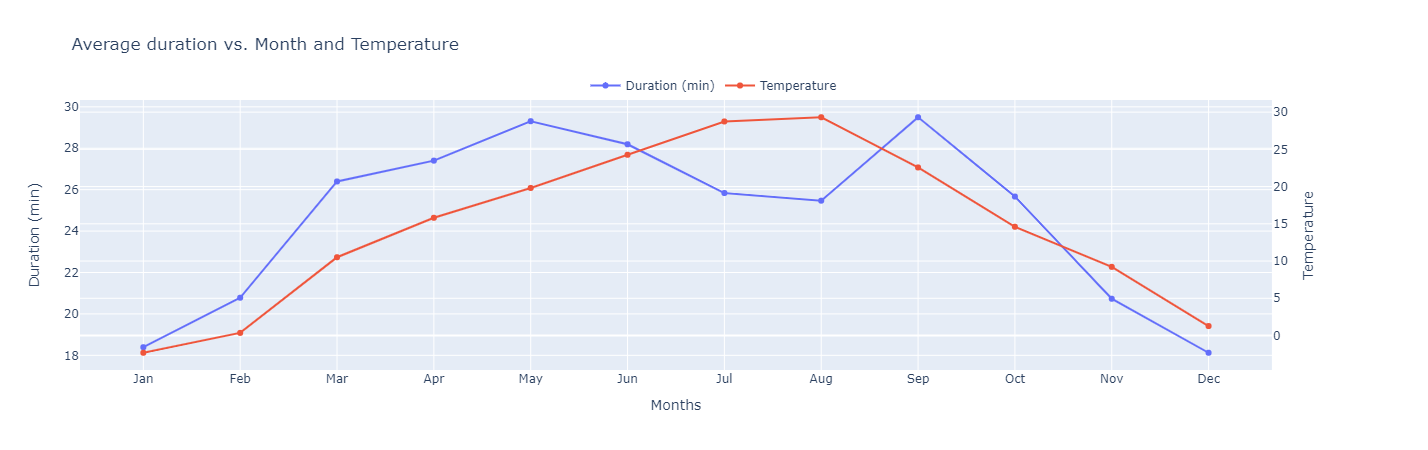 Average duration vs. Month and Temperature
Duration (min) Temperature
30
28
26
24
22
20
18
Duration (min)
30
25
20
15
10
5
0
Temperature
Jan Feb Mar Apr May Jun Jul Aug Sep Oct Nov Dec
Months